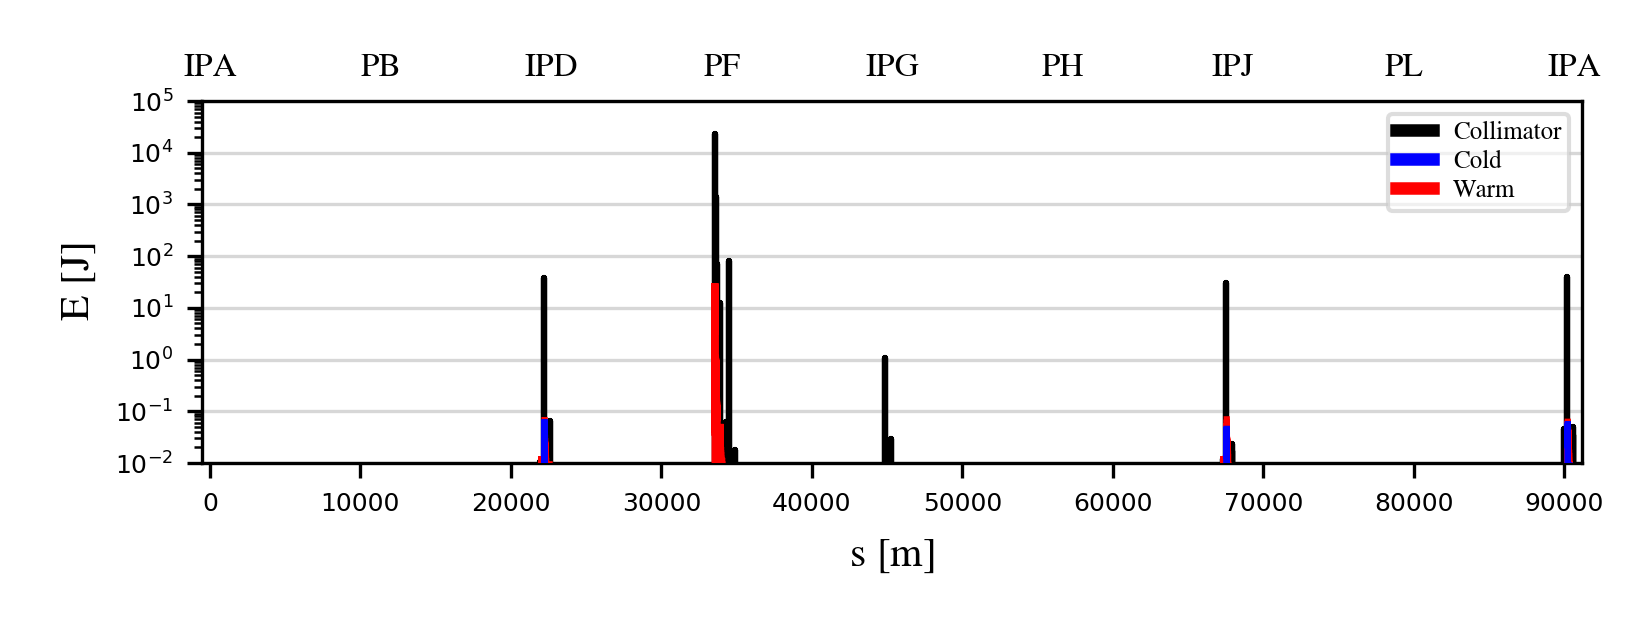 IPA PB IPD PF IPG PH IPJ PL IPA
10^5
10^4
10^3
10^2
10^1
10^0
10^−1
10^−2
E [J]
Collimator
Cold
Warm
0 10000 20000 30000 40000 50000 60000 70000 80000 90000
s [m]